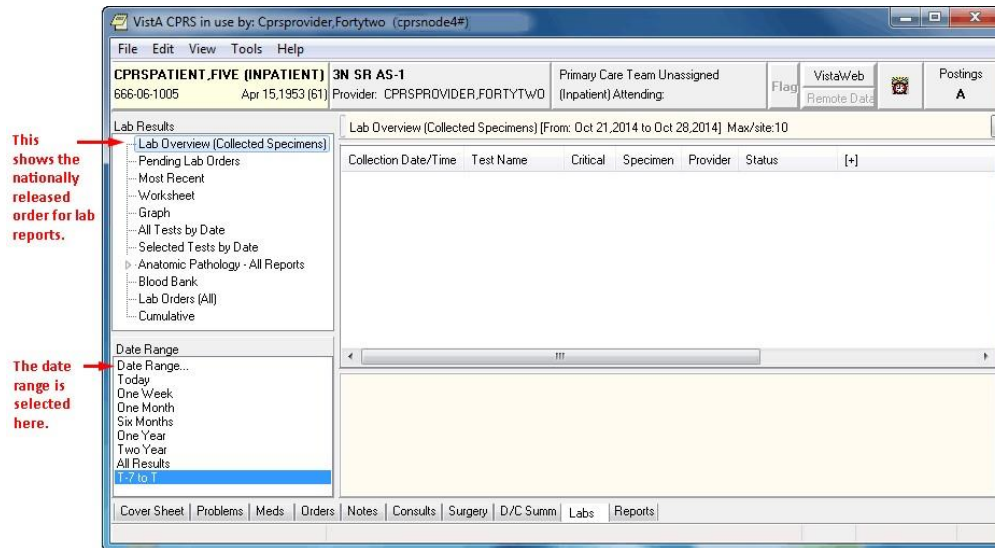 VistA CPRS in use by: Cprsprovider,Fortytwo (cprsnode4#)
File Edit View Tools Help
CPRSPATIENT,FIVE (INPATIENT) 3N SR AS-1 Primary Care Team Unassigned Flag VistaWeb Postings
666-06-1005 Apr 15,1953 (61) Provider: CPRSPROVIDER,FORTYTWO (Inpatient) Attending: Remote Data A
Lab Results
Lab Overview (Collected Specimens) [From: Oct 21,2014 to Oct 28,2014] Max/site:10
This
shows the
nationally
released
order for lab
reports.
Lab Overview (Collected Specimens)
Pending Lab Orders
Most Recent
Worksheet
Graph
All Tests by Date
Selected Tests by Date
Anatomic Pathology - All Reports
Blood Bank
Lab Orders (All)
Cumulative
Collection Date/Time Test Name Critical Specimen Provider Status [+]
The date
range is
selected
here.
Date Range
Date Range...
Today
One Week
One Month
Six Months
One Year
Two Year
All Results
T-7 to T
Cover Sheet Problems Meds Orders Notes Consults Surgery D/C Summ Labs Reports